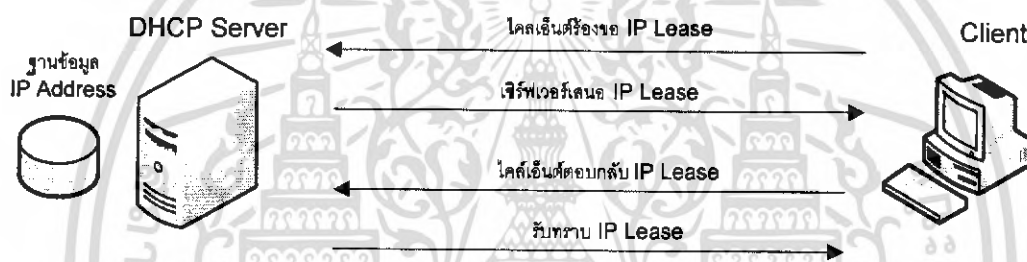 DHCP Server
ไคลเอ็นต์ร้องขอ IP Lease
Client
ฐานข้อมูล
IP Address
เซิร์ฟเวอร์เสนอ IP Lease
ไคล์เอ็นต์ตอบกลับ IP Lease
รับทราบ IP Lease